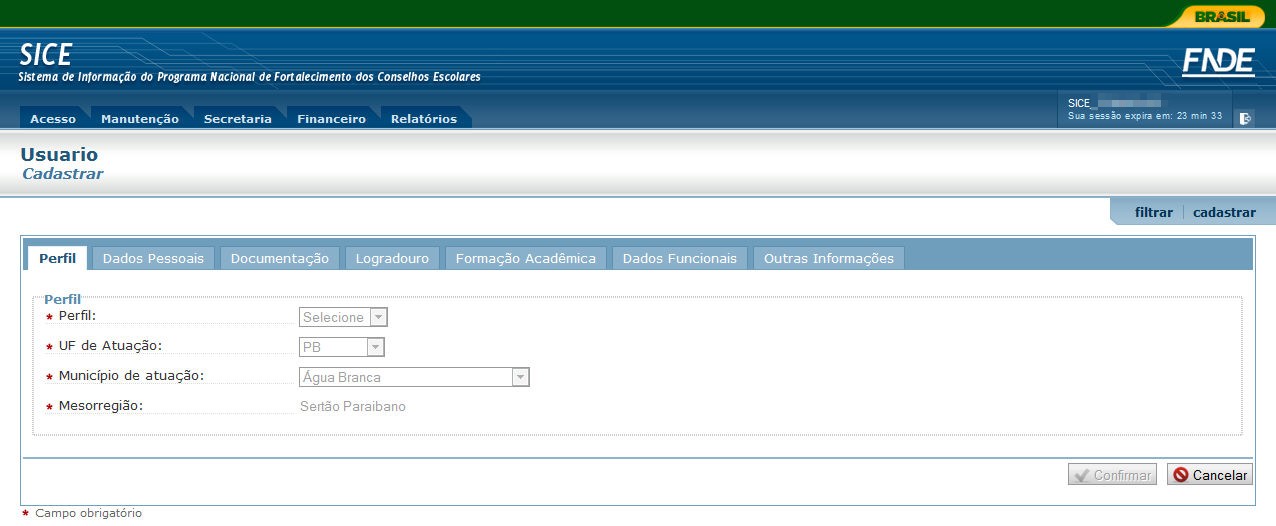 BRASIL
SICE
Sistema de Informação do Programa Nacional de Fortalecimento dos Conselhos Escolares
FNDE
SICE_
Acesso Manutenção Secretaria Financeiro Relatórios
Sua sessão expira em: 23 min 33
Usuario
Cadastrar
filtrar cadastrar
Perfil Dados Pessoais Documentação Logradouro Formação Acadêmica Dados Funcionais Outras Informações
Perfil
* Perfil: Selecione
* UF de Atuação: PB
* Município de atuação: Água Branca
* Mesorregião: Sertão Paraibano
Confirmar Cancelar
* Campo obrigatório